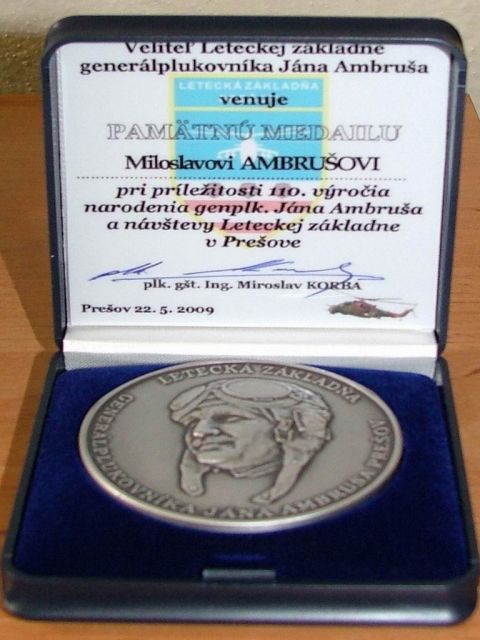 Veliteľ Leteckej základne
generálplukovníka Jána Ambruša
LETECKÁ ZÁKLADŇA
venuje
PAMÄTNÚ MEDAILU
Miloslavovi AMBRUŠOVI
pri príležitosti 110. výročia
narodenia genplk. Jána Ambruša
a návštevy Leteckej základne
v Prešove
plk. gšt. Ing. Miroslav KORBA
Prešov 22. 5. 2009
LETECKÁ ZÁKLADŇA
GENERÁLPLUKOVNÍKA JÁNA AMBRUŠA PREŠOV